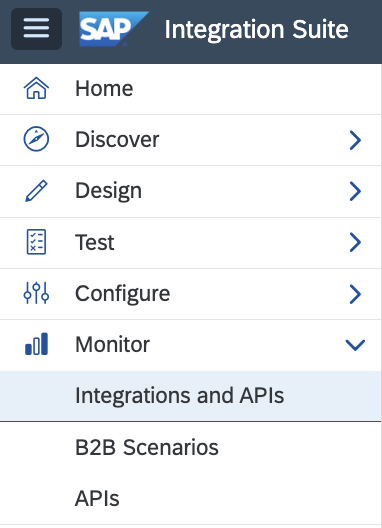 SAP Integration Suite
Home
Discover
Design
Test
Configure
Monitor
Integrations and APIs
B2B Scenarios
APIs